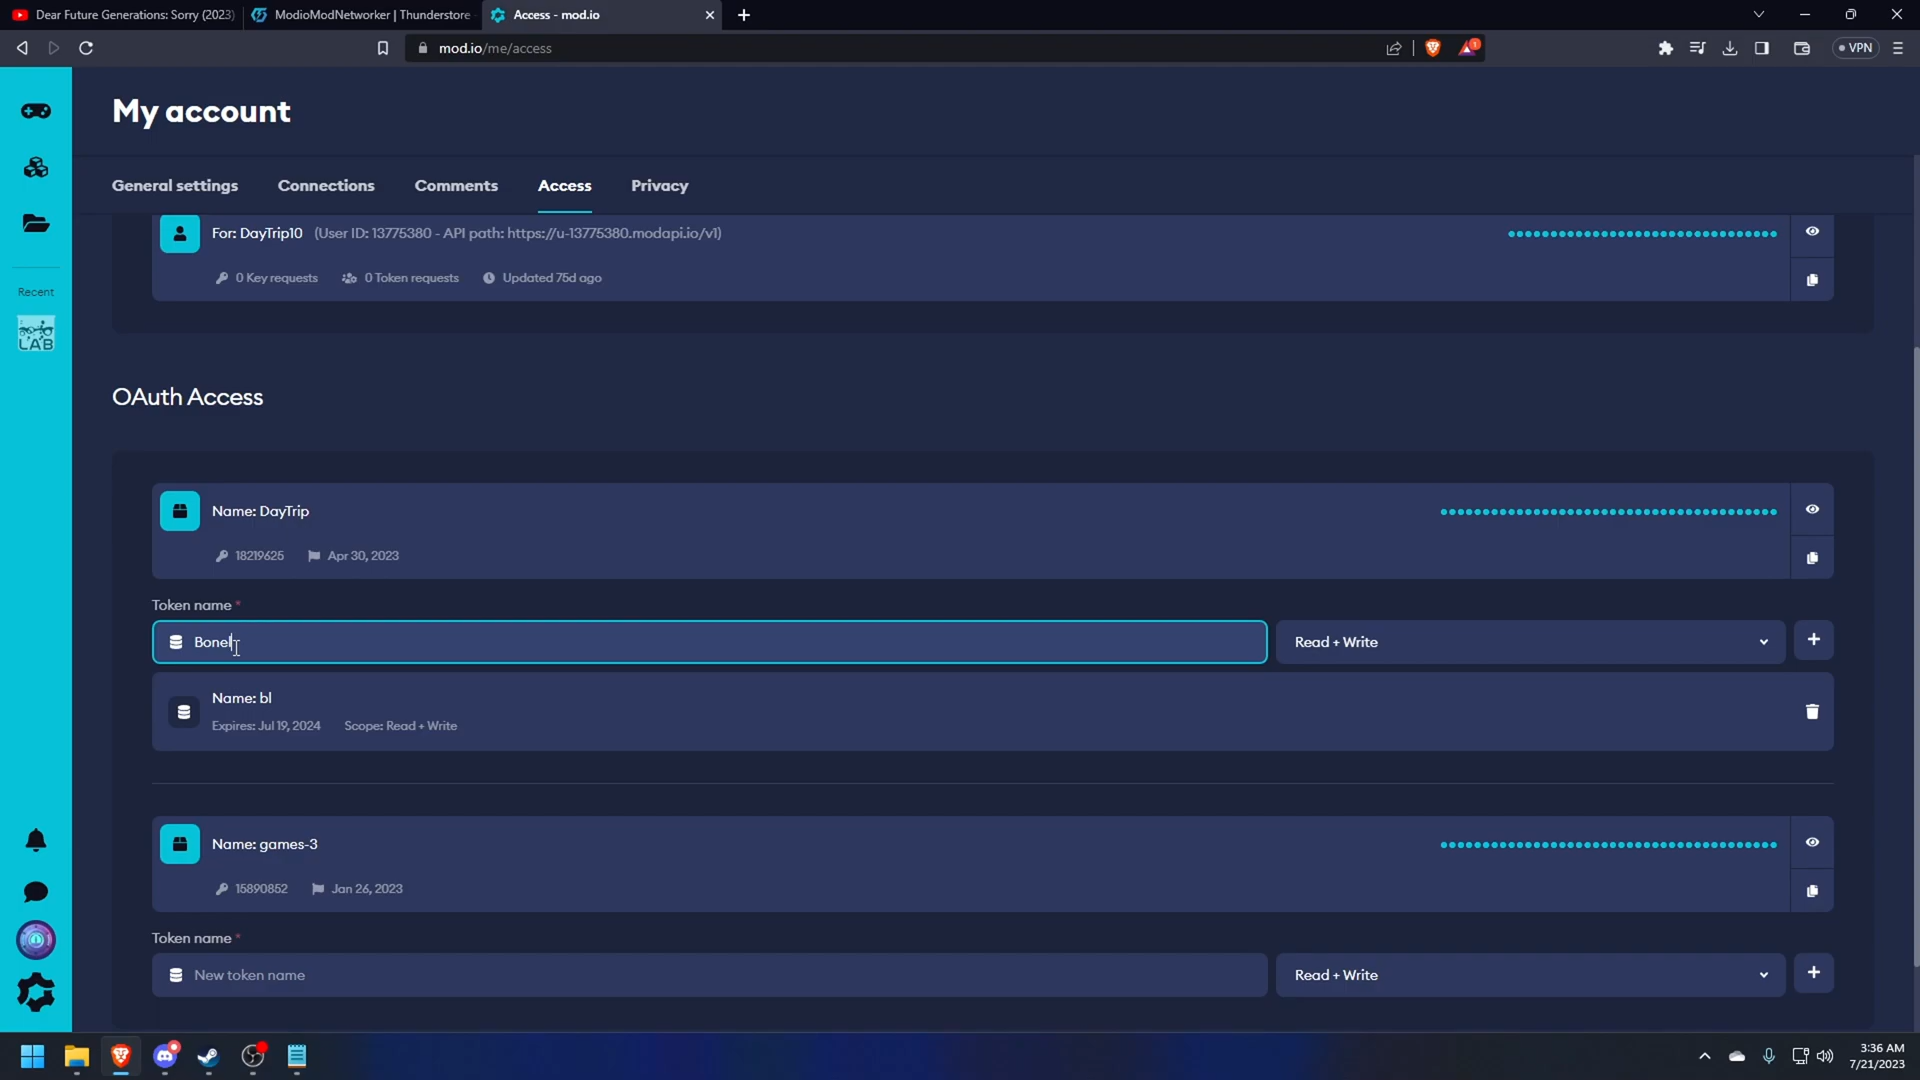 Dear Future Generations: Sorry (2023)
ModioModNetworker | Thunderstore
Access - mod.io
mod.io/me/access
1
VPN
My account
General settings
Connections
Comments
Access
Privacy
For: DayTrip10 (User ID: 13775380 - API path: https://u-13775380.modapi.io/v1)
0 Key requests
0 Token requests
Updated 75d ago
Recent
LAB
OAuth Access
Name: DayTrip
18219625
Apr 30, 2023
Token name *
Bonel
Read + Write
Name: bl
Expires: Jul 19, 2024
Scope: Read + Write
Name: games-3
15890852
Jan 26, 2023
Token name *
New token name
Read + Write
3:36 AM
7/21/2023